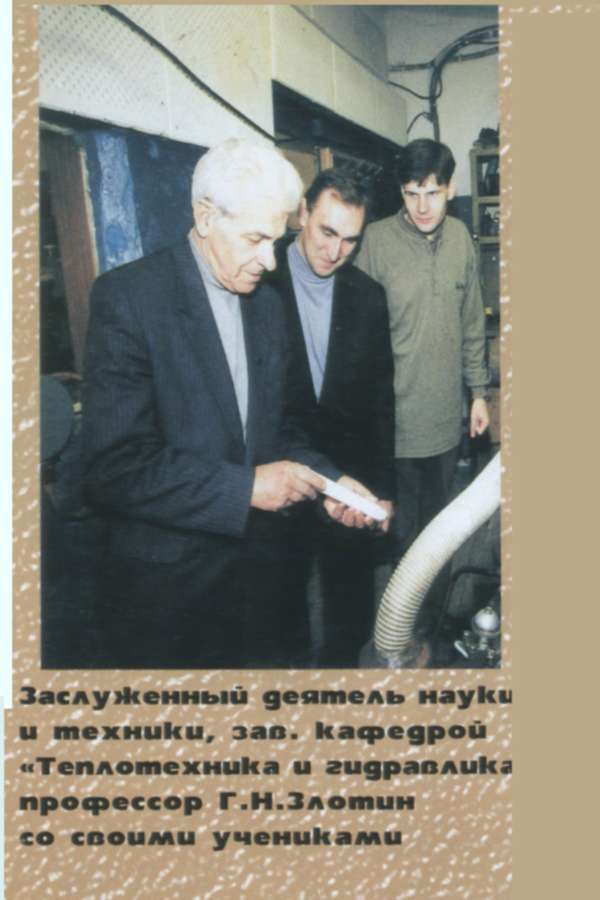 Заслуженный деятель науки
и техники, зав. кафедрой
«Теплотехника и гидравлика
профессор Г.Н.Злотин
со своими учениками